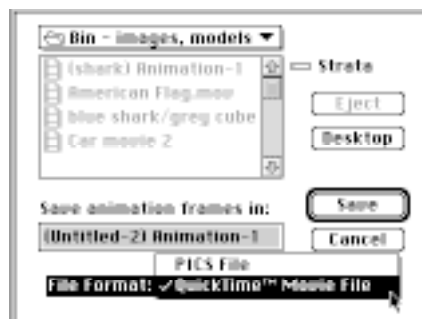 Bin - images, models
(shark) Animation-1
American Flag.mov
blue shark/grey cube
Car movie 2
Strata
Eject
Desktop
Save animation frames in:
(Untitled-2) Animation-1
Save
Cancel
PICS File
File Format: ✓QuickTime™ Movie File